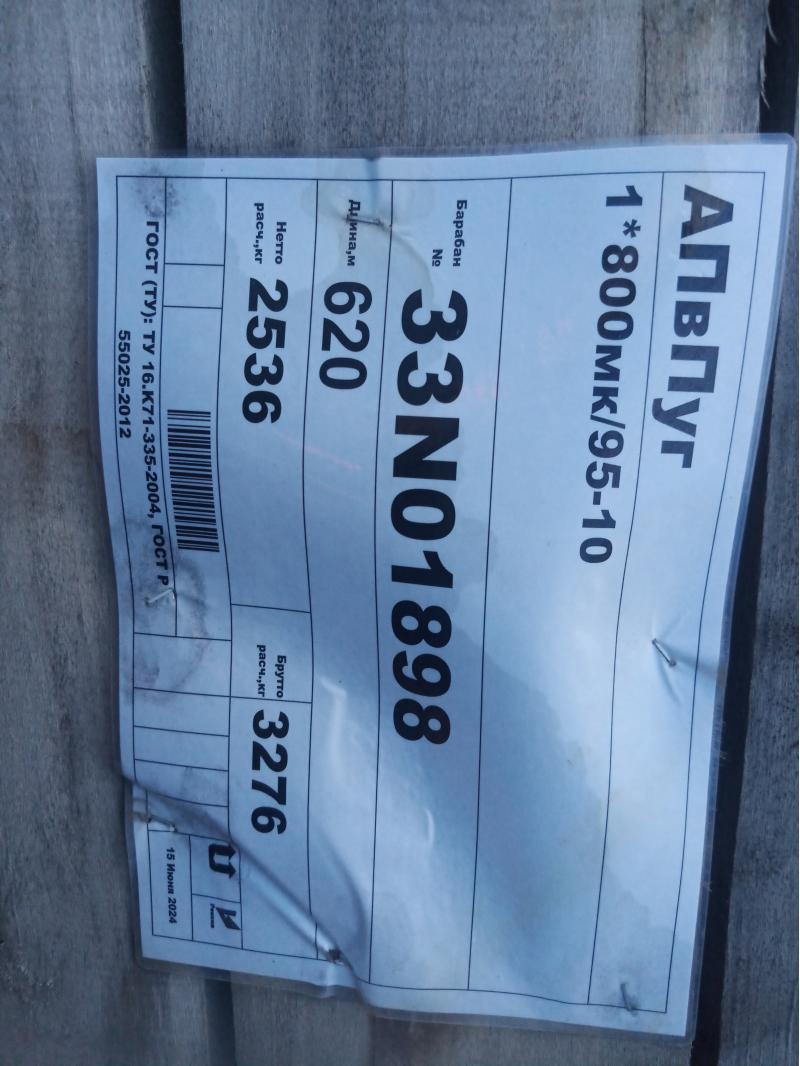 АПвПуг
1*800мк/95-10
Барабан
№ 33N01898
Длина,м 620
Нетто
расч.,кг 2536
Брутто
расч.,кг 3276
ГОСТ (ТУ): ТУ 16.К71-335-2004, ГОСТ Р
55025-2012
Россия
15 Июня 2024